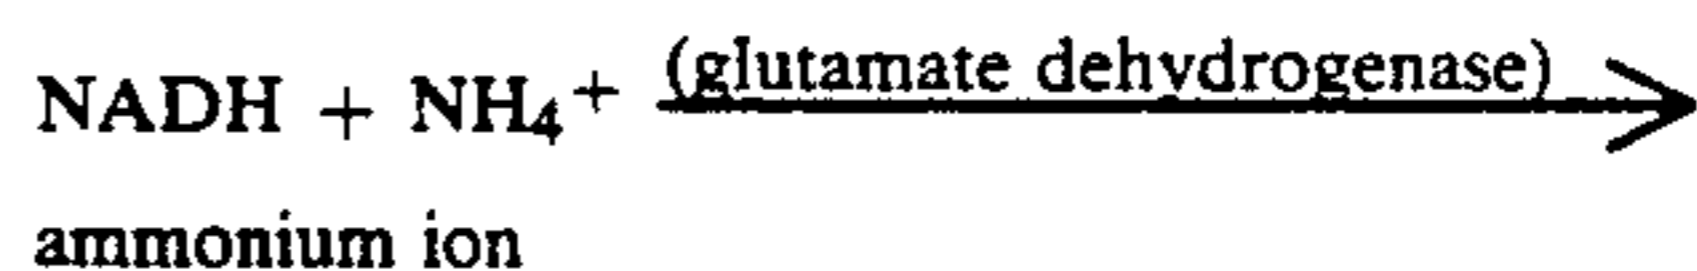 NADH + NH₄⁺ (glutamate dehydrogenase) →
ammonium ion